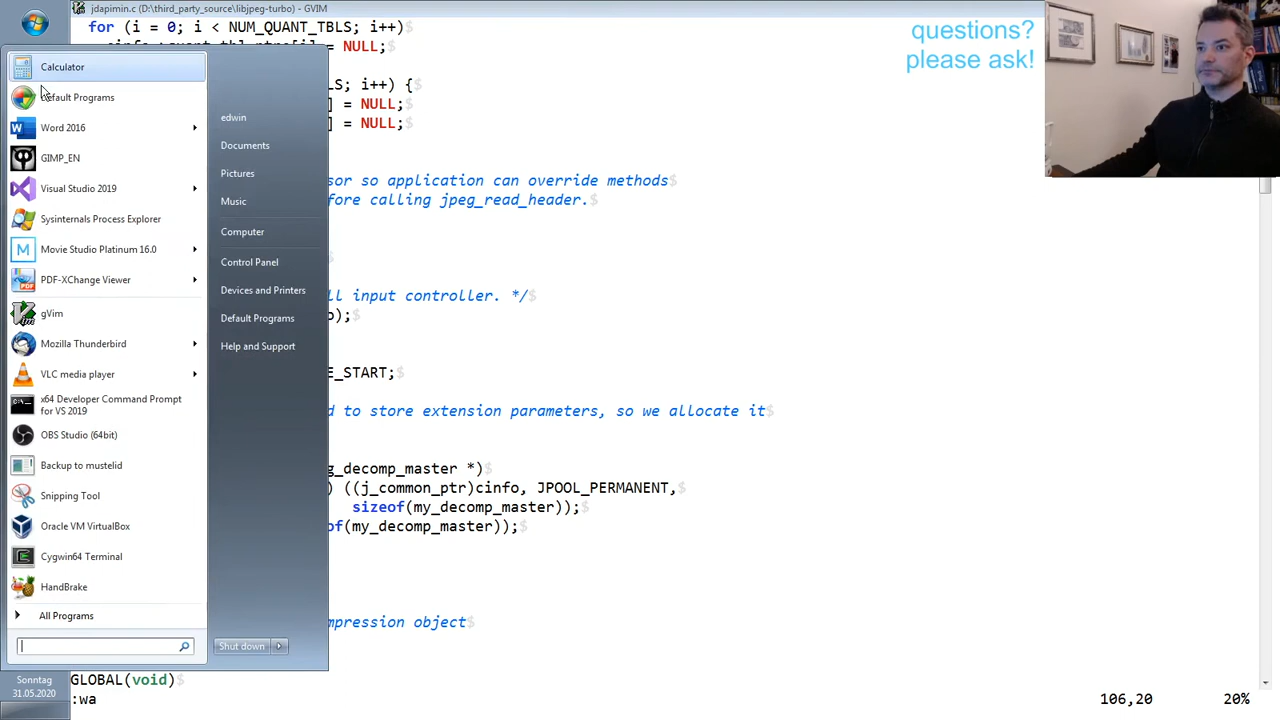 jdapimin.c (D:\third_party_source\libjpeg-turbo) - GVIM
for (i = 0; i < NUM_QUANT_TBLS; i++)
= NULL;
questions?
please ask!
Calculator
Default Programs
Word 2016
GIMP_EN
Visual Studio 2019
Sysinternals Process Explorer
Movie Studio Platinum 16.0
PDF-XChange Viewer
gVim
Mozilla Thunderbird
VLC media player
x64 Developer Command Prompt
for VS 2019
OBS Studio (64bit)
Backup to mustelid
Snipping Tool
Oracle VM VirtualBox
Cygwin64 Terminal
HandBrake
All Programs
edwin
Documents
Pictures
Music
Computer
Control Panel
Devices and Printers
Default Programs
Help and Support
Shut down
LS; i++) {$
] = NULL;$
] = NULL;$
sor so application can override methods$
fore calling jpeg_read_header.$
$
ll input controller. */$
o);$
E_START;$
d to store extension parameters, so we allocate it$
g_decomp_master *)$
) ((j_common_ptr)cinfo, JPOOL_PERMANENT,$
sizeof(my_decomp_master));$
of(my_decomp_master));$
mpression object$
Sonntag
31.05.2020
GLOBAL(void)$
:wa
106,20
20%